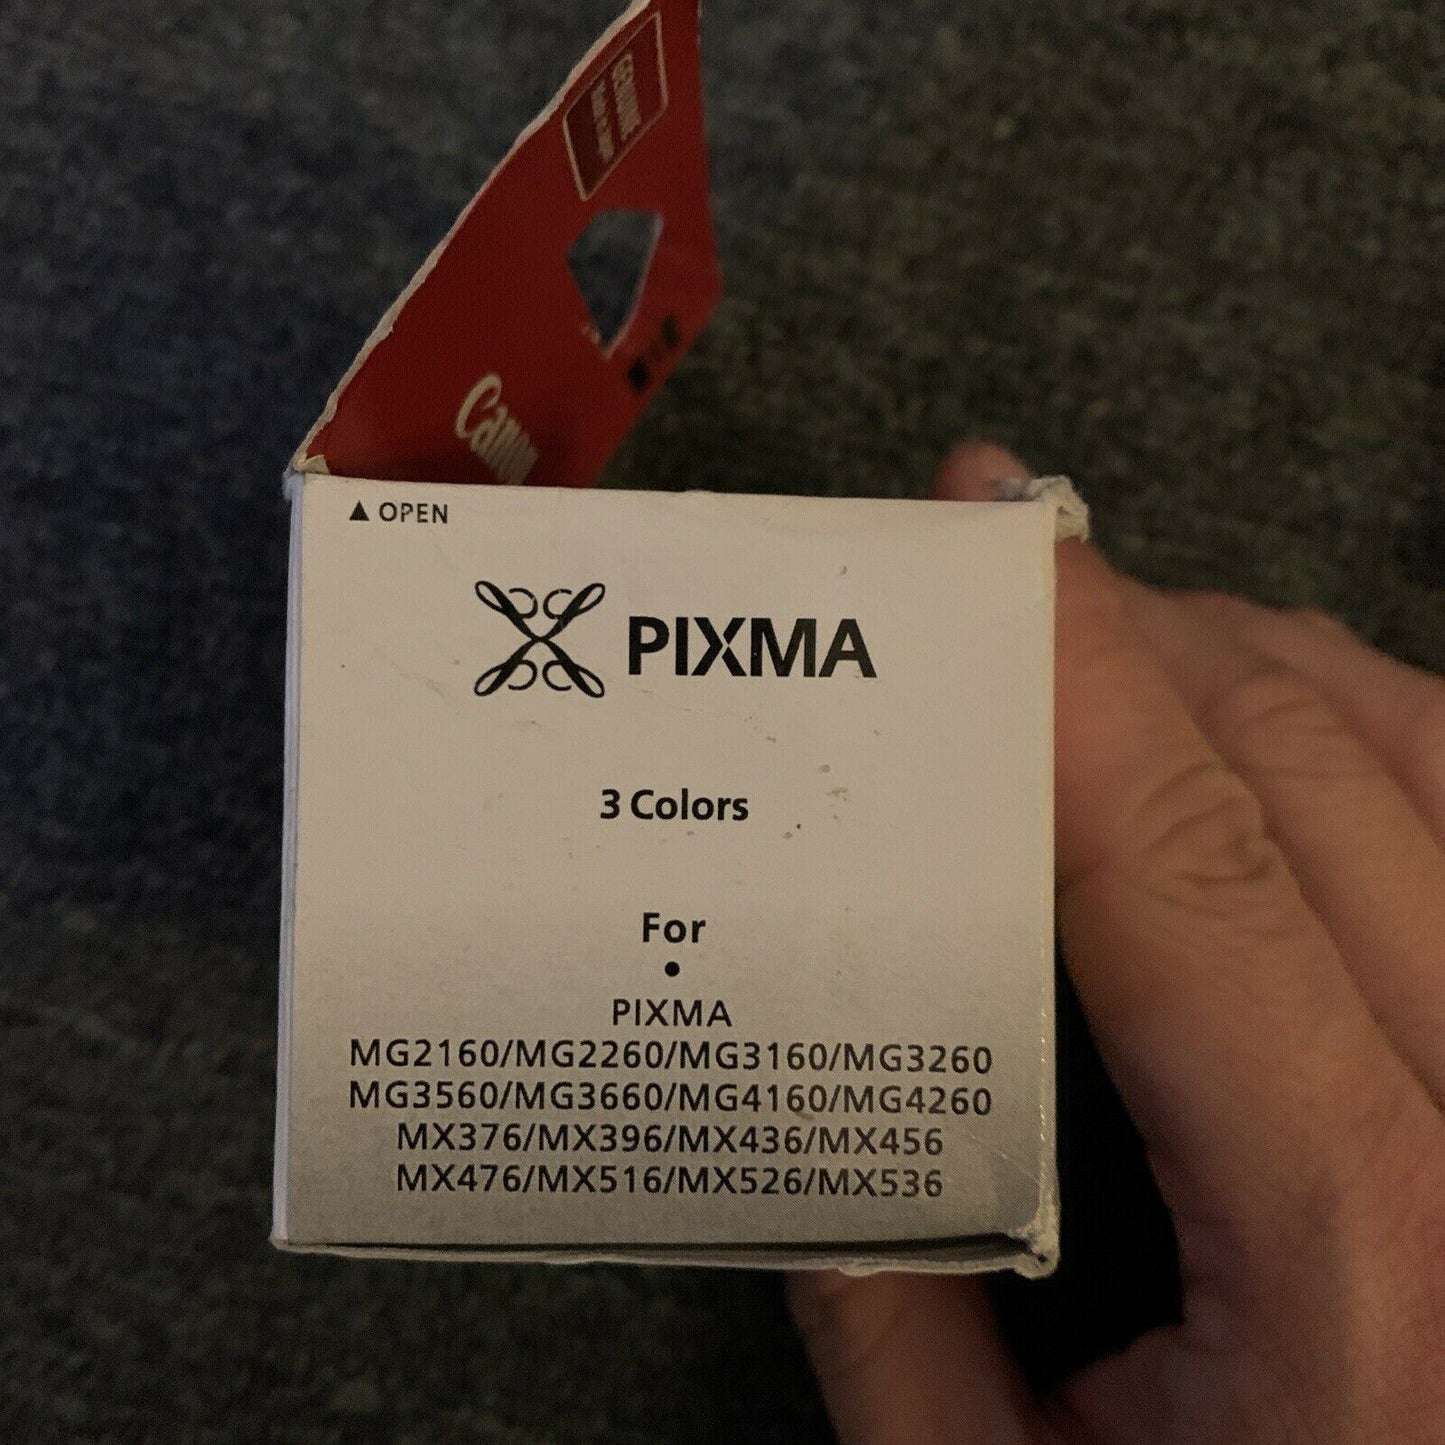 GENUINE
Canon
▲ OPEN
PIXMA
3 Colors
For
•
PIXMA
MG2160/MG2260/MG3160/MG3260
MG3560/MG3660/MG4160/MG4260
MX376/MX396/MX436/MX456
MX476/MX516/MX526/MX536